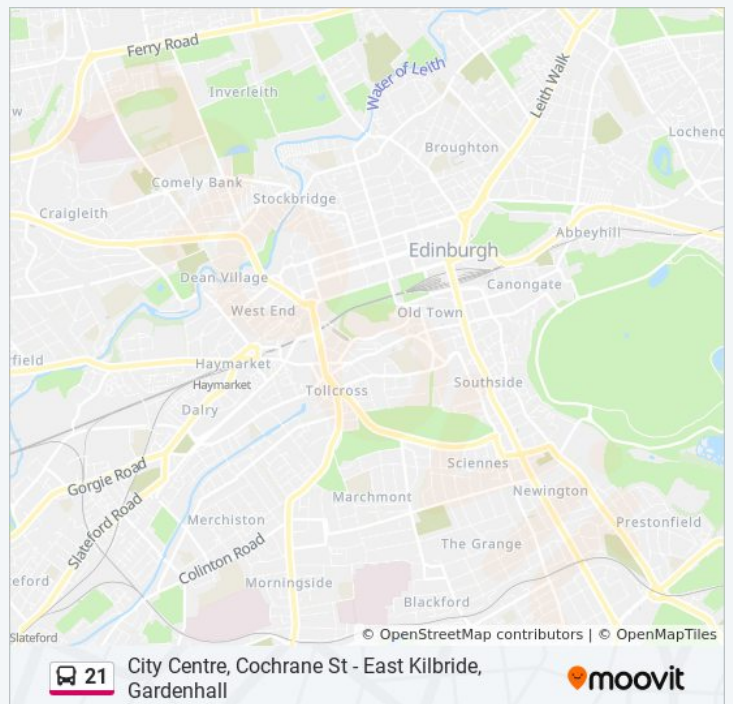 Ferry Road
Water of Leith
Leith Walk
Inverleith
Lochend
Broughton
Comely Bank
Stockbridge
Craigleith
Abbeyhill
Edinburgh
Dean Village
Canongate
West End
Old Town
field
Haymarket
Haymarket
Southside
Tollcross
Dalry
Sciennes
Gorgie Road
Newington
Marchmont
Slateford Road
Merchiston
Prestonfield
The Grange
Colinton Road
eford
Morningside
Blackford
Slateford
© OpenStreetMap contributors | © OpenMapTiles
21
City Centre, Cochrane St - East Kilbride,
Gardenhall
moovit